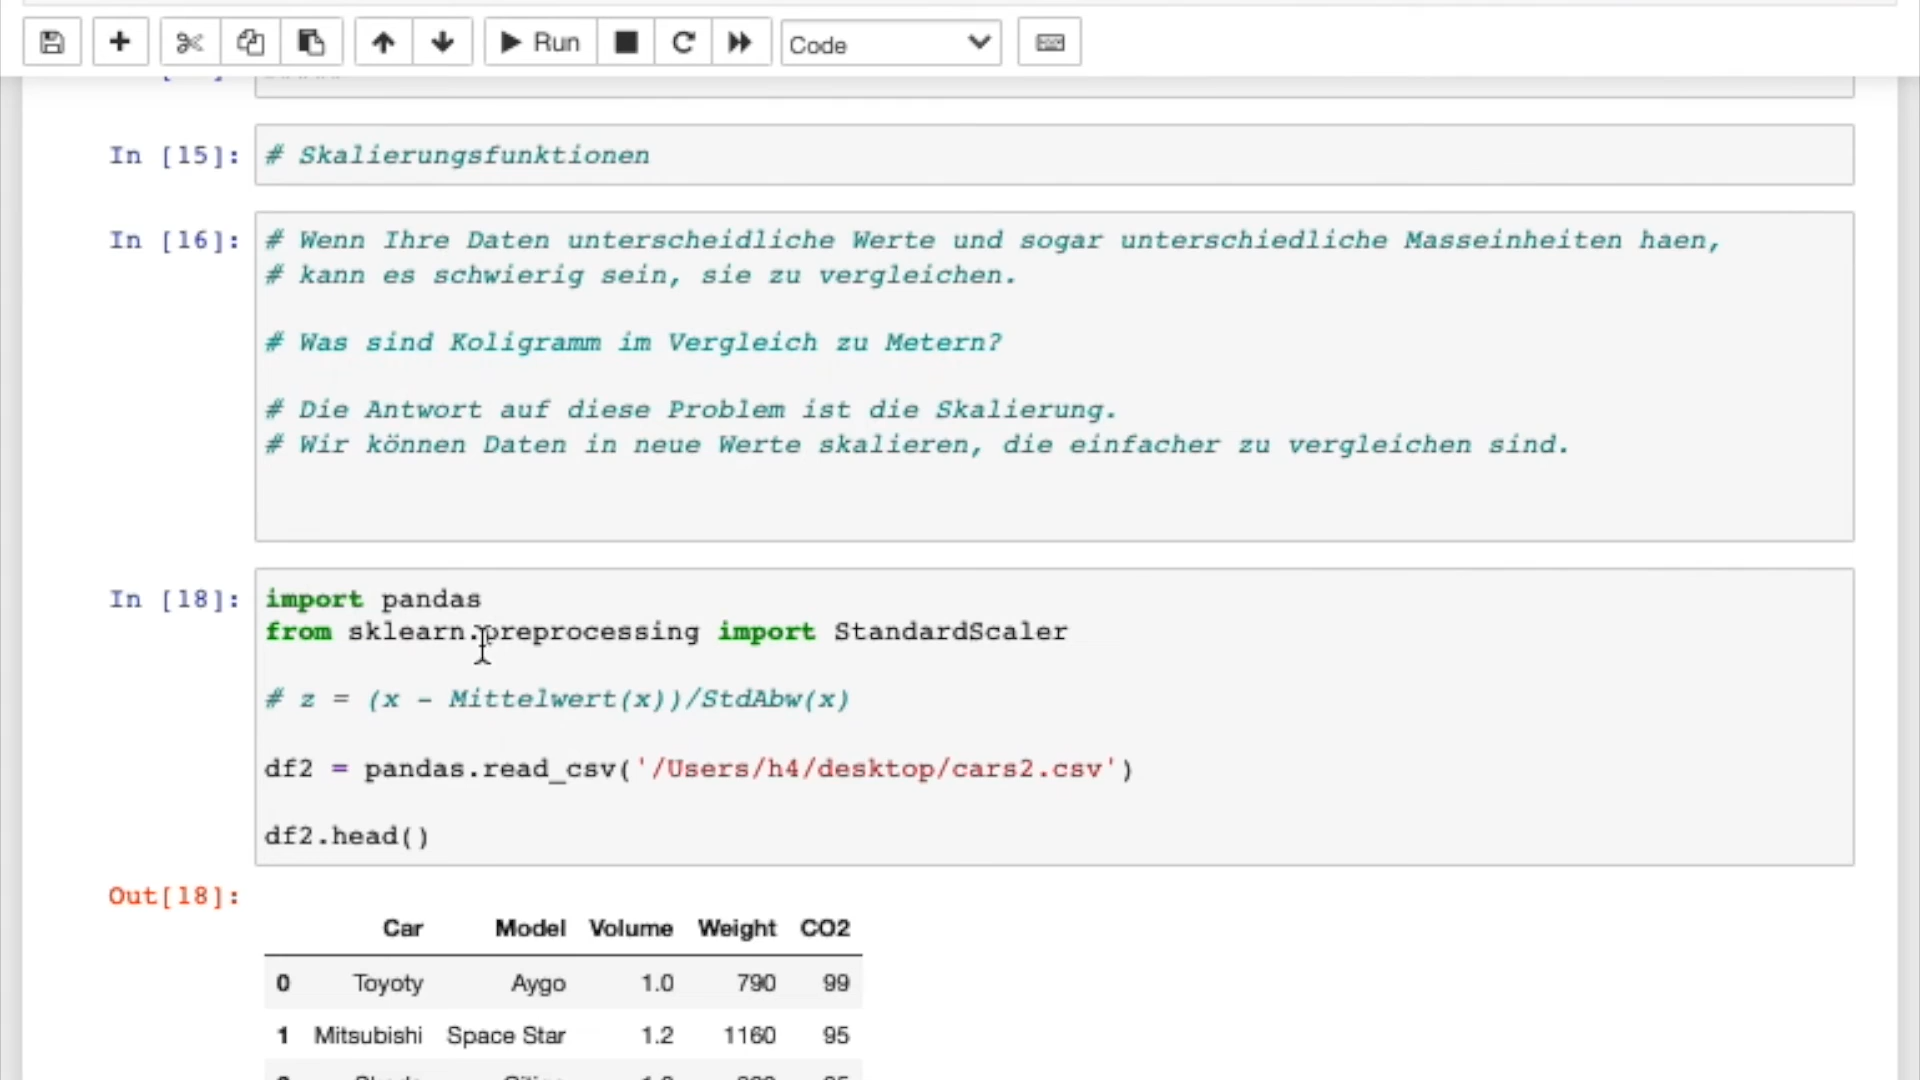 Run
Code
In [15]: # Skalierungsfunktionen
In [16]: # Wenn Ihre Daten unterscheidliche Werte und sogar unterschiedliche Masseinheiten haen,
# kann es schwierig sein, sie zu vergleichen.
# Was sind Koligramm im Vergleich zu Metern?
# Die Antwort auf diese Problem ist die Skalierung.
# Wir können Daten in neue Werte skalieren, die einfacher zu vergleichen sind.
In [18]: import pandas
from sklearn.preprocessing import StandardScaler
# z = (x - Mittelwert(x))/StdAbw(x)
df2 = pandas.read_csv('/Users/h4/desktop/cars2.csv')
df2.head()
Out[18]:
Car Model Volume Weight CO2
0 Toyoty Aygo 1.0 790 99
1 Mitsubishi Space Star 1.2 1160 95